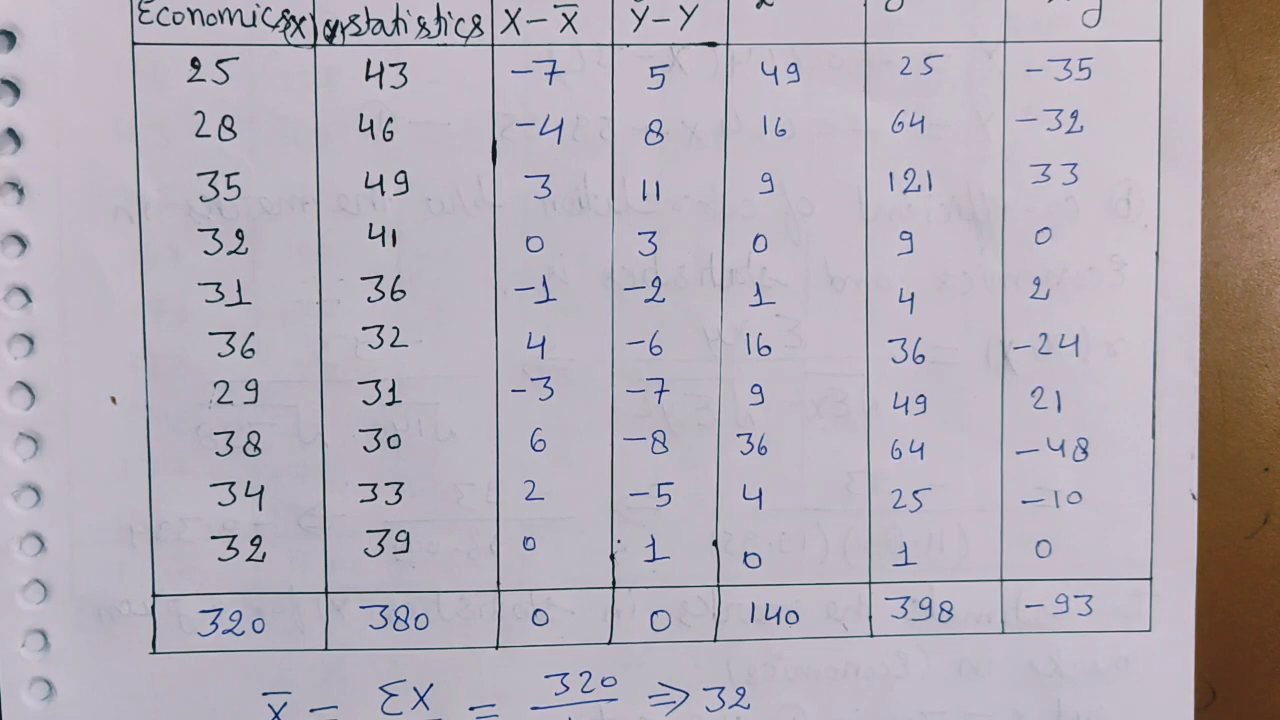 Economics(x) (y)statistics X – X̄ Ȳ – Y
25 43 –7 5 49 25 –35
28 46 –4 8 16 64 –32
35 49 3 11 9 121 33
32 41 0 3 0 9 0
31 36 –1 –2 1 4 2
36 32 4 –6 16 36 –24
29 31 –3 –7 9 49 21
38 30 6 –8 36 64 –48
34 33 2 –5 4 25 –10
32 39 0 1 0 1 0
320 380 0 0 140 398 –93
X̄ = ΣX = 320 ⇒ 32